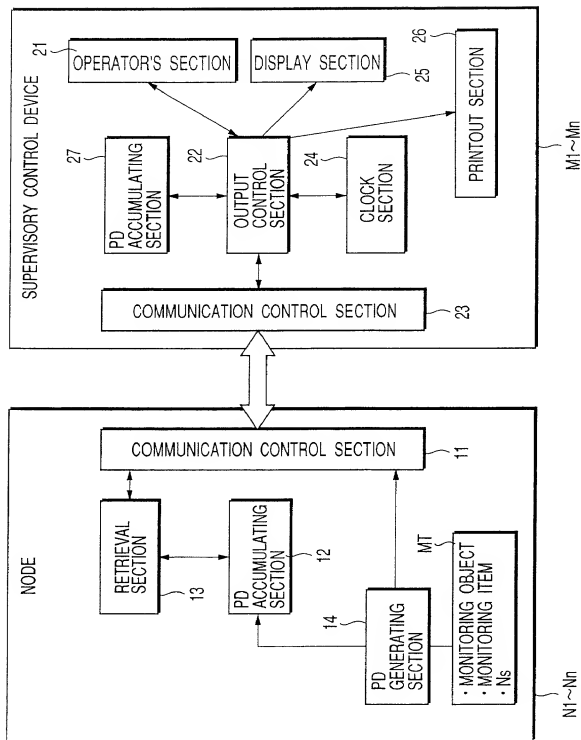 NODE
RETRIEVAL
SECTION
13
PD
ACCUMULATING
SECTION
12
COMMUNICATION CONTROL SECTION
11
14
PD
GENERATING
SECTION
MT
· MONITORING OBJECT
· MONITORING ITEM
· Ns
N1~Nn
SUPERVISORY CONTROL DEVICE
COMMUNICATION CONTROL SECTION
23
27
PD
ACCUMULATING
SECTION
22
OUTPUT
CONTROL
SECTION
24
CLOCK
SECTION
21
OPERATOR'S SECTION
DISPLAY SECTION
25
26
PRINTOUT SECTION
M1~Mn